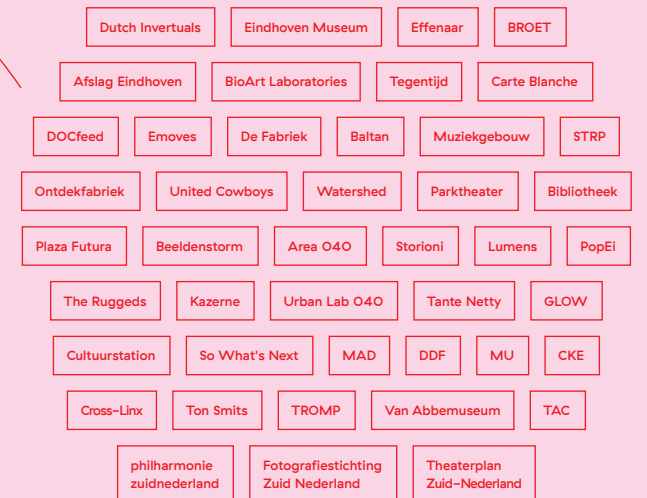 Dutch Invertuals Eindhoven Museum Effenaar BROET
Afslag Eindhoven BioArt Laboratories Tegentijd Carte Blanche
DOCfeed Emoves De Fabriek Baltan Muziekgebouw STRP
Ontdekfabriek United Cowboys Watershed Parktheater Bibliotheek
Plaza Futura Beeldenstorm Area 040 Storioni Lumens PopEi
The Ruggeds Kazerne Urban Lab 040 Tante Netty GLOW
Cultuurstation So What's Next MAD DDF MU CKE
Cross-Linx Ton Smits TROMP Van Abbemuseum TAC
philharmonie
zuidnederland
Fotografiestichting
Zuid Nederland
Theaterplan
Zuid-Nederland